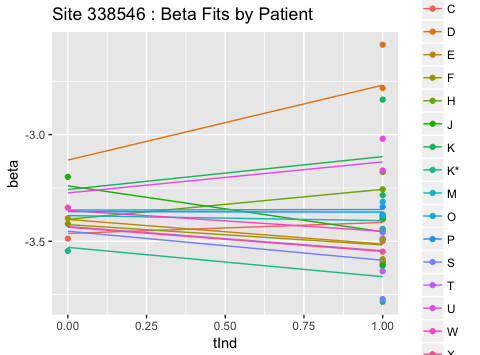 Site 338546 : Beta Fits by Patient
beta
-3.0
-3.5
0.00
0.25
0.50
0.75
1.00
tInd
C
D
E
F
H
J
K
K*
M
O
P
S
T
U
W